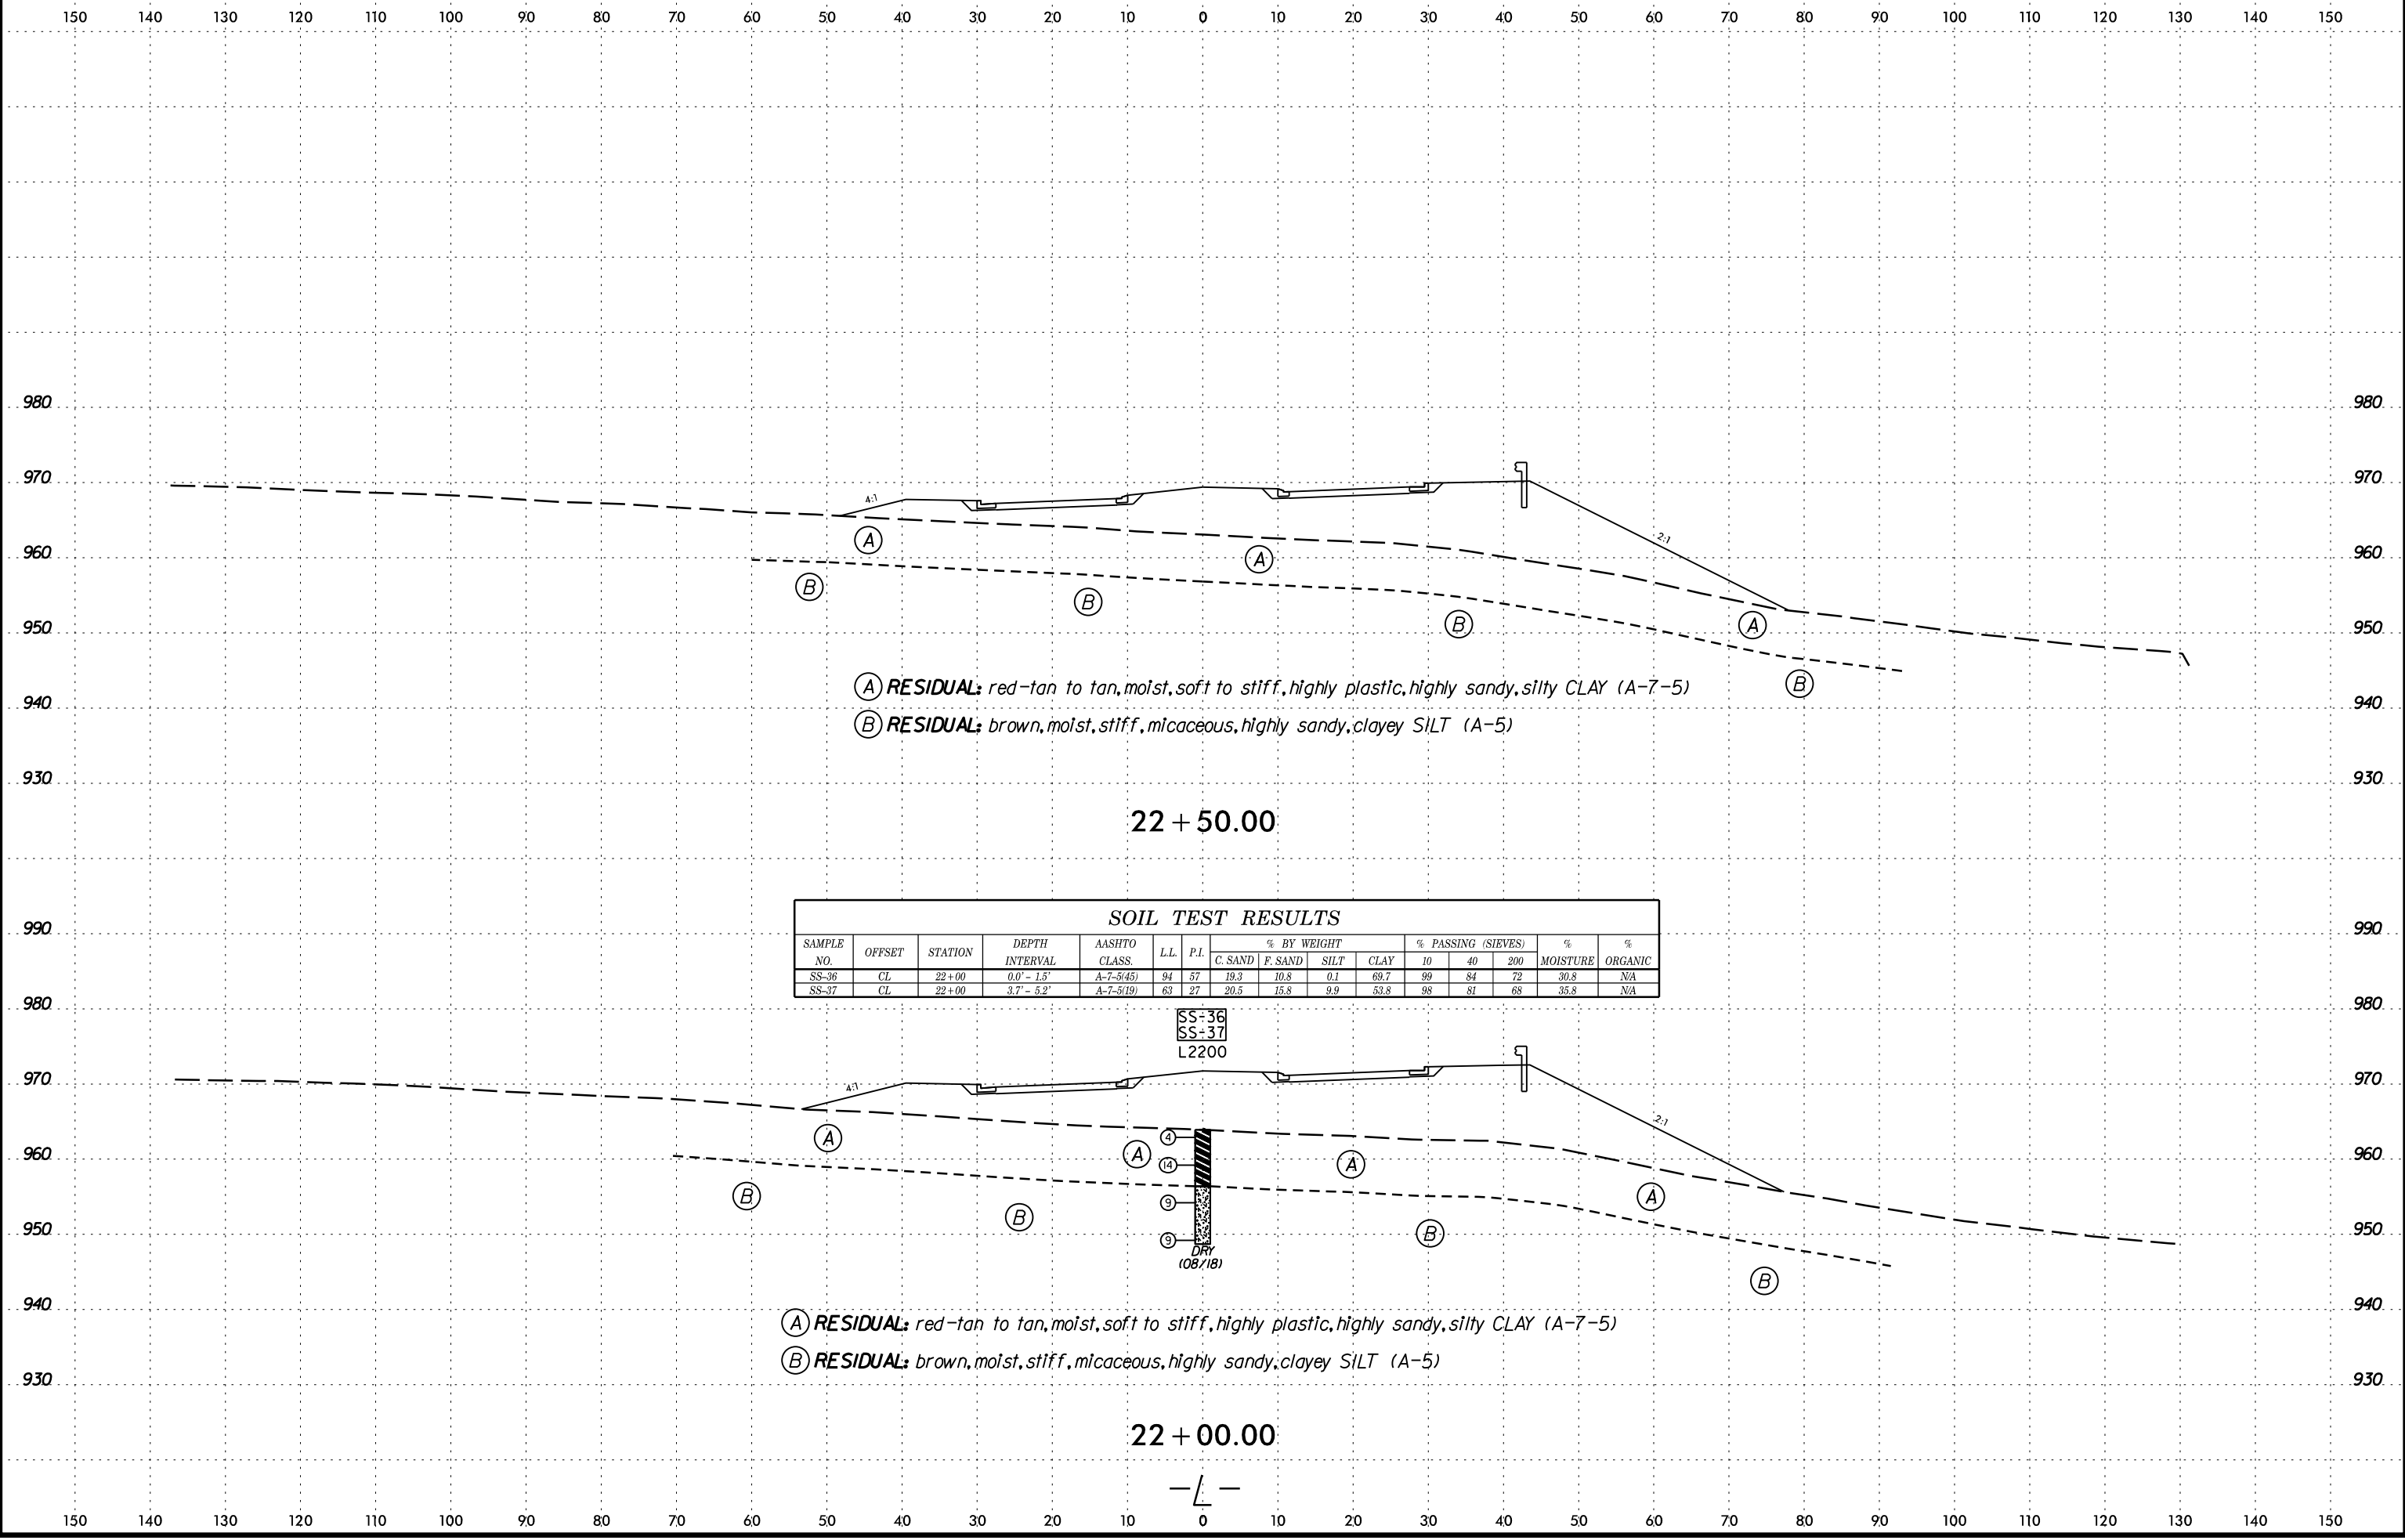 150 140 130 120 110 100 90 80 70 60 50 40 30 20 10 0 10 20 30 40 50 60 70 80 90 100 110 120 130 140 150
980 980
970 970
4:1
960 960
2:1
A
A
B
B
950 950
B
A
B
A RESIDUAL: red-tan to tan, moist, soft to stiff, highly plastic, highly sandy, silty CLAY (A-7-5)
940 940
B RESIDUAL: brown, moist, stiff, micaceous, highly sandy, clayey SILT (A-5)
930 930
22+50.00
SOIL TEST RESULTS
990 990
SAMPLE NO. OFFSET STATION DEPTH INTERVAL AASHTO CLASS. L.L. P.I. % BY WEIGHT % PASSING (SIEVES) % MOISTURE % ORGANIC
C. SAND F. SAND SILT CLAY 10 40 200
SS-36 CL 22+00 0.0' - 1.5' A-7-5(45) 94 57 19.3 10.8 0.1 69.7 99 84 72 30.8 N/A
SS-37 CL 22+00 3.7' - 5.2' A-7-5(19) 63 27 20.5 15.8 9.9 53.8 98 81 68 35.8 N/A
980 980
SS-36
SS-37
L2200
970 970
4:1
2:1
4
A
A
960 960
14
A
B
A
9
B
950 950
B
9
DRY
(08/18)
B
940 940
A RESIDUAL: red-tan to tan, moist, soft to stiff, highly plastic, highly sandy, silty CLAY (A-7-5)
B RESIDUAL: brown, moist, stiff, micaceous, highly sandy, clayey SILT (A-5)
930 930
22+00.00
-L-
150 140 130 120 110 100 90 80 70 60 50 40 30 20 10 0 10 20 30 40 50 60 70 80 90 100 110 120 130 140 150